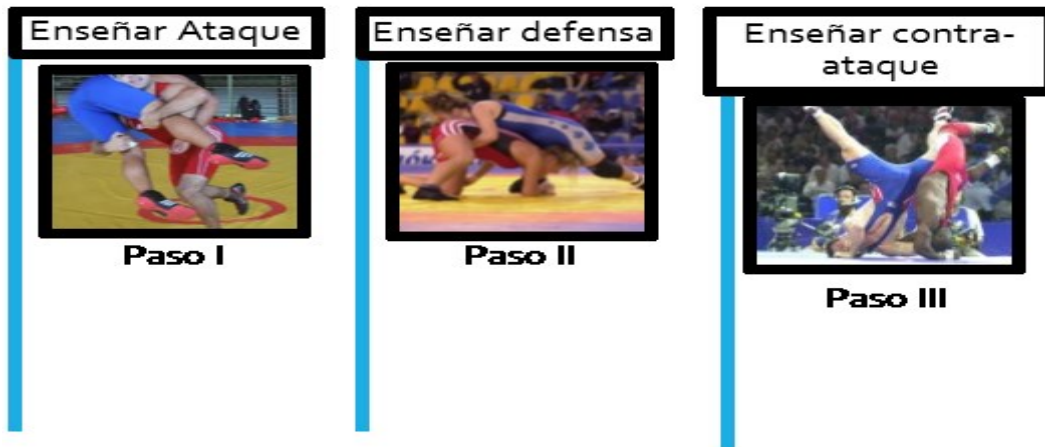 Enseñar Ataque
Paso I
Enseñar defensa
Paso II
Enseñar contra-
ataque
Paso III